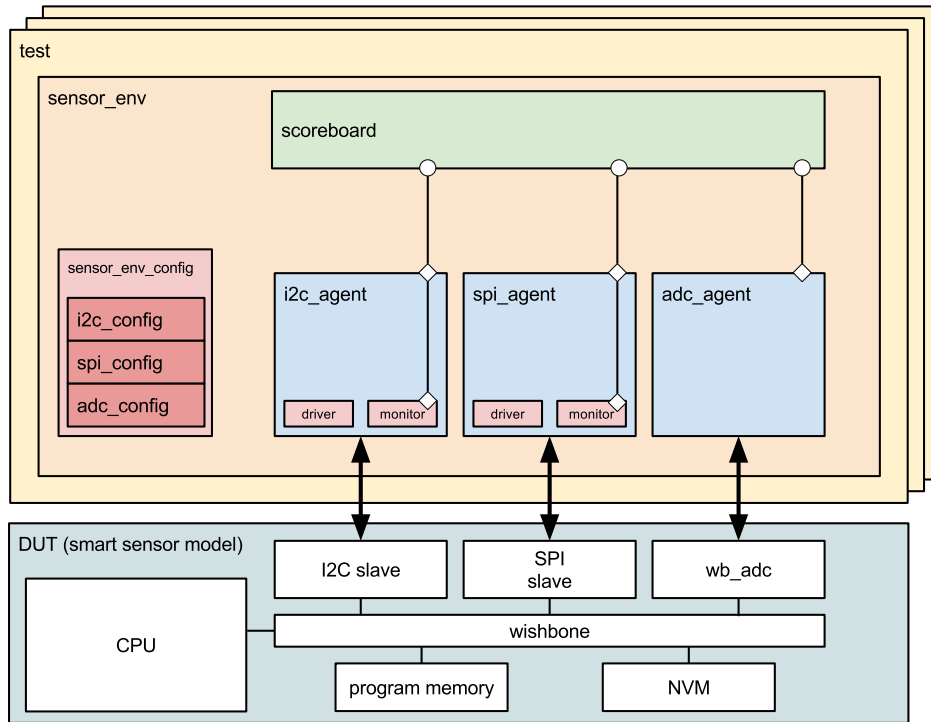 test
sensor_env
scoreboard
sensor_env_config
i2c_config
spi_config
adc_config
i2c_agent
driver
monitor
spi_agent
driver
monitor
adc_agent
DUT (smart sensor model)
I2C slave
SPI
slave
wb_adc
CPU
wishbone
program memory
NVM